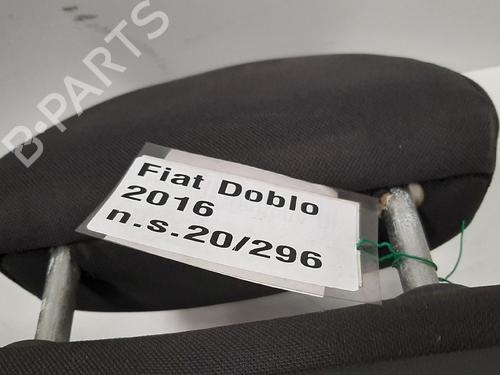 B-PARTS
Fiat Doblo
2016
n.s.20/296